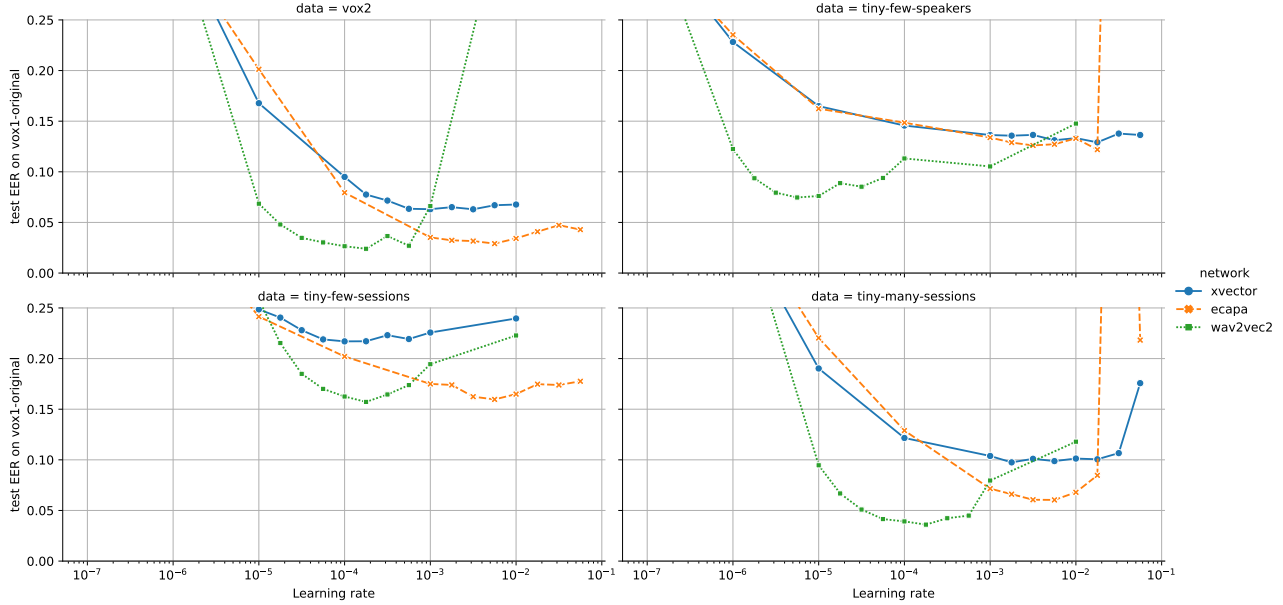 data = vox2
data = tiny-few-speakers
0.25
0.20
0.15
0.10
0.05
0.00
test EER on vox1-original
data = tiny-few-sessions
data = tiny-many-sessions
0.25
0.20
0.15
0.10
0.05
0.00
test EER on vox1-original
10⁻⁷ 10⁻⁶ 10⁻⁵ 10⁻⁴ 10⁻³ 10⁻² 10⁻¹
Learning rate
10⁻⁷ 10⁻⁶ 10⁻⁵ 10⁻⁴ 10⁻³ 10⁻² 10⁻¹
Learning rate
network
xvector
ecapa
wav2vec2